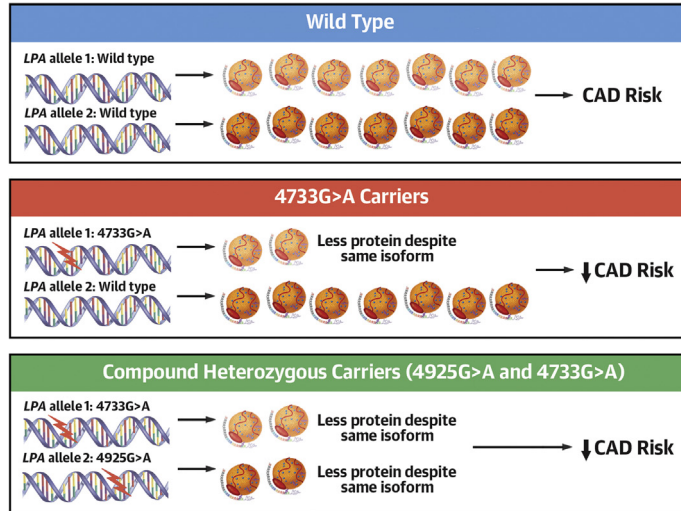 Wild Type
LPA allele 1: Wild type
LPA allele 2: Wild type
CAD Risk
4733G>A Carriers
LPA allele 1: 4733G>A
Less protein despite
same isoform
LPA allele 2: Wild type
CAD Risk
Compound Heterozygous Carriers (4925G>A and 4733G>A)
LPA allele 1: 4733G>A
Less protein despite
same isoform
LPA allele 2: 4925G>A
Less protein despite
same isoform
CAD Risk